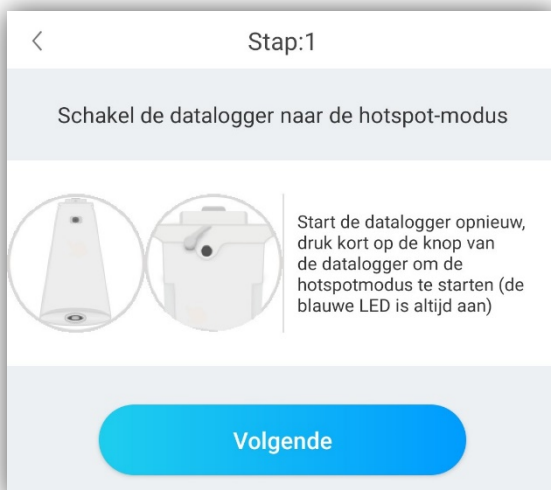 Stap:1
Schakel de datalogger naar de hotspot-modus
Start de datalogger opnieuw,
druk kort op de knop van
de datalogger om de
hotspotmodus te starten (de
blauwe LED is altijd aan)
Volgende